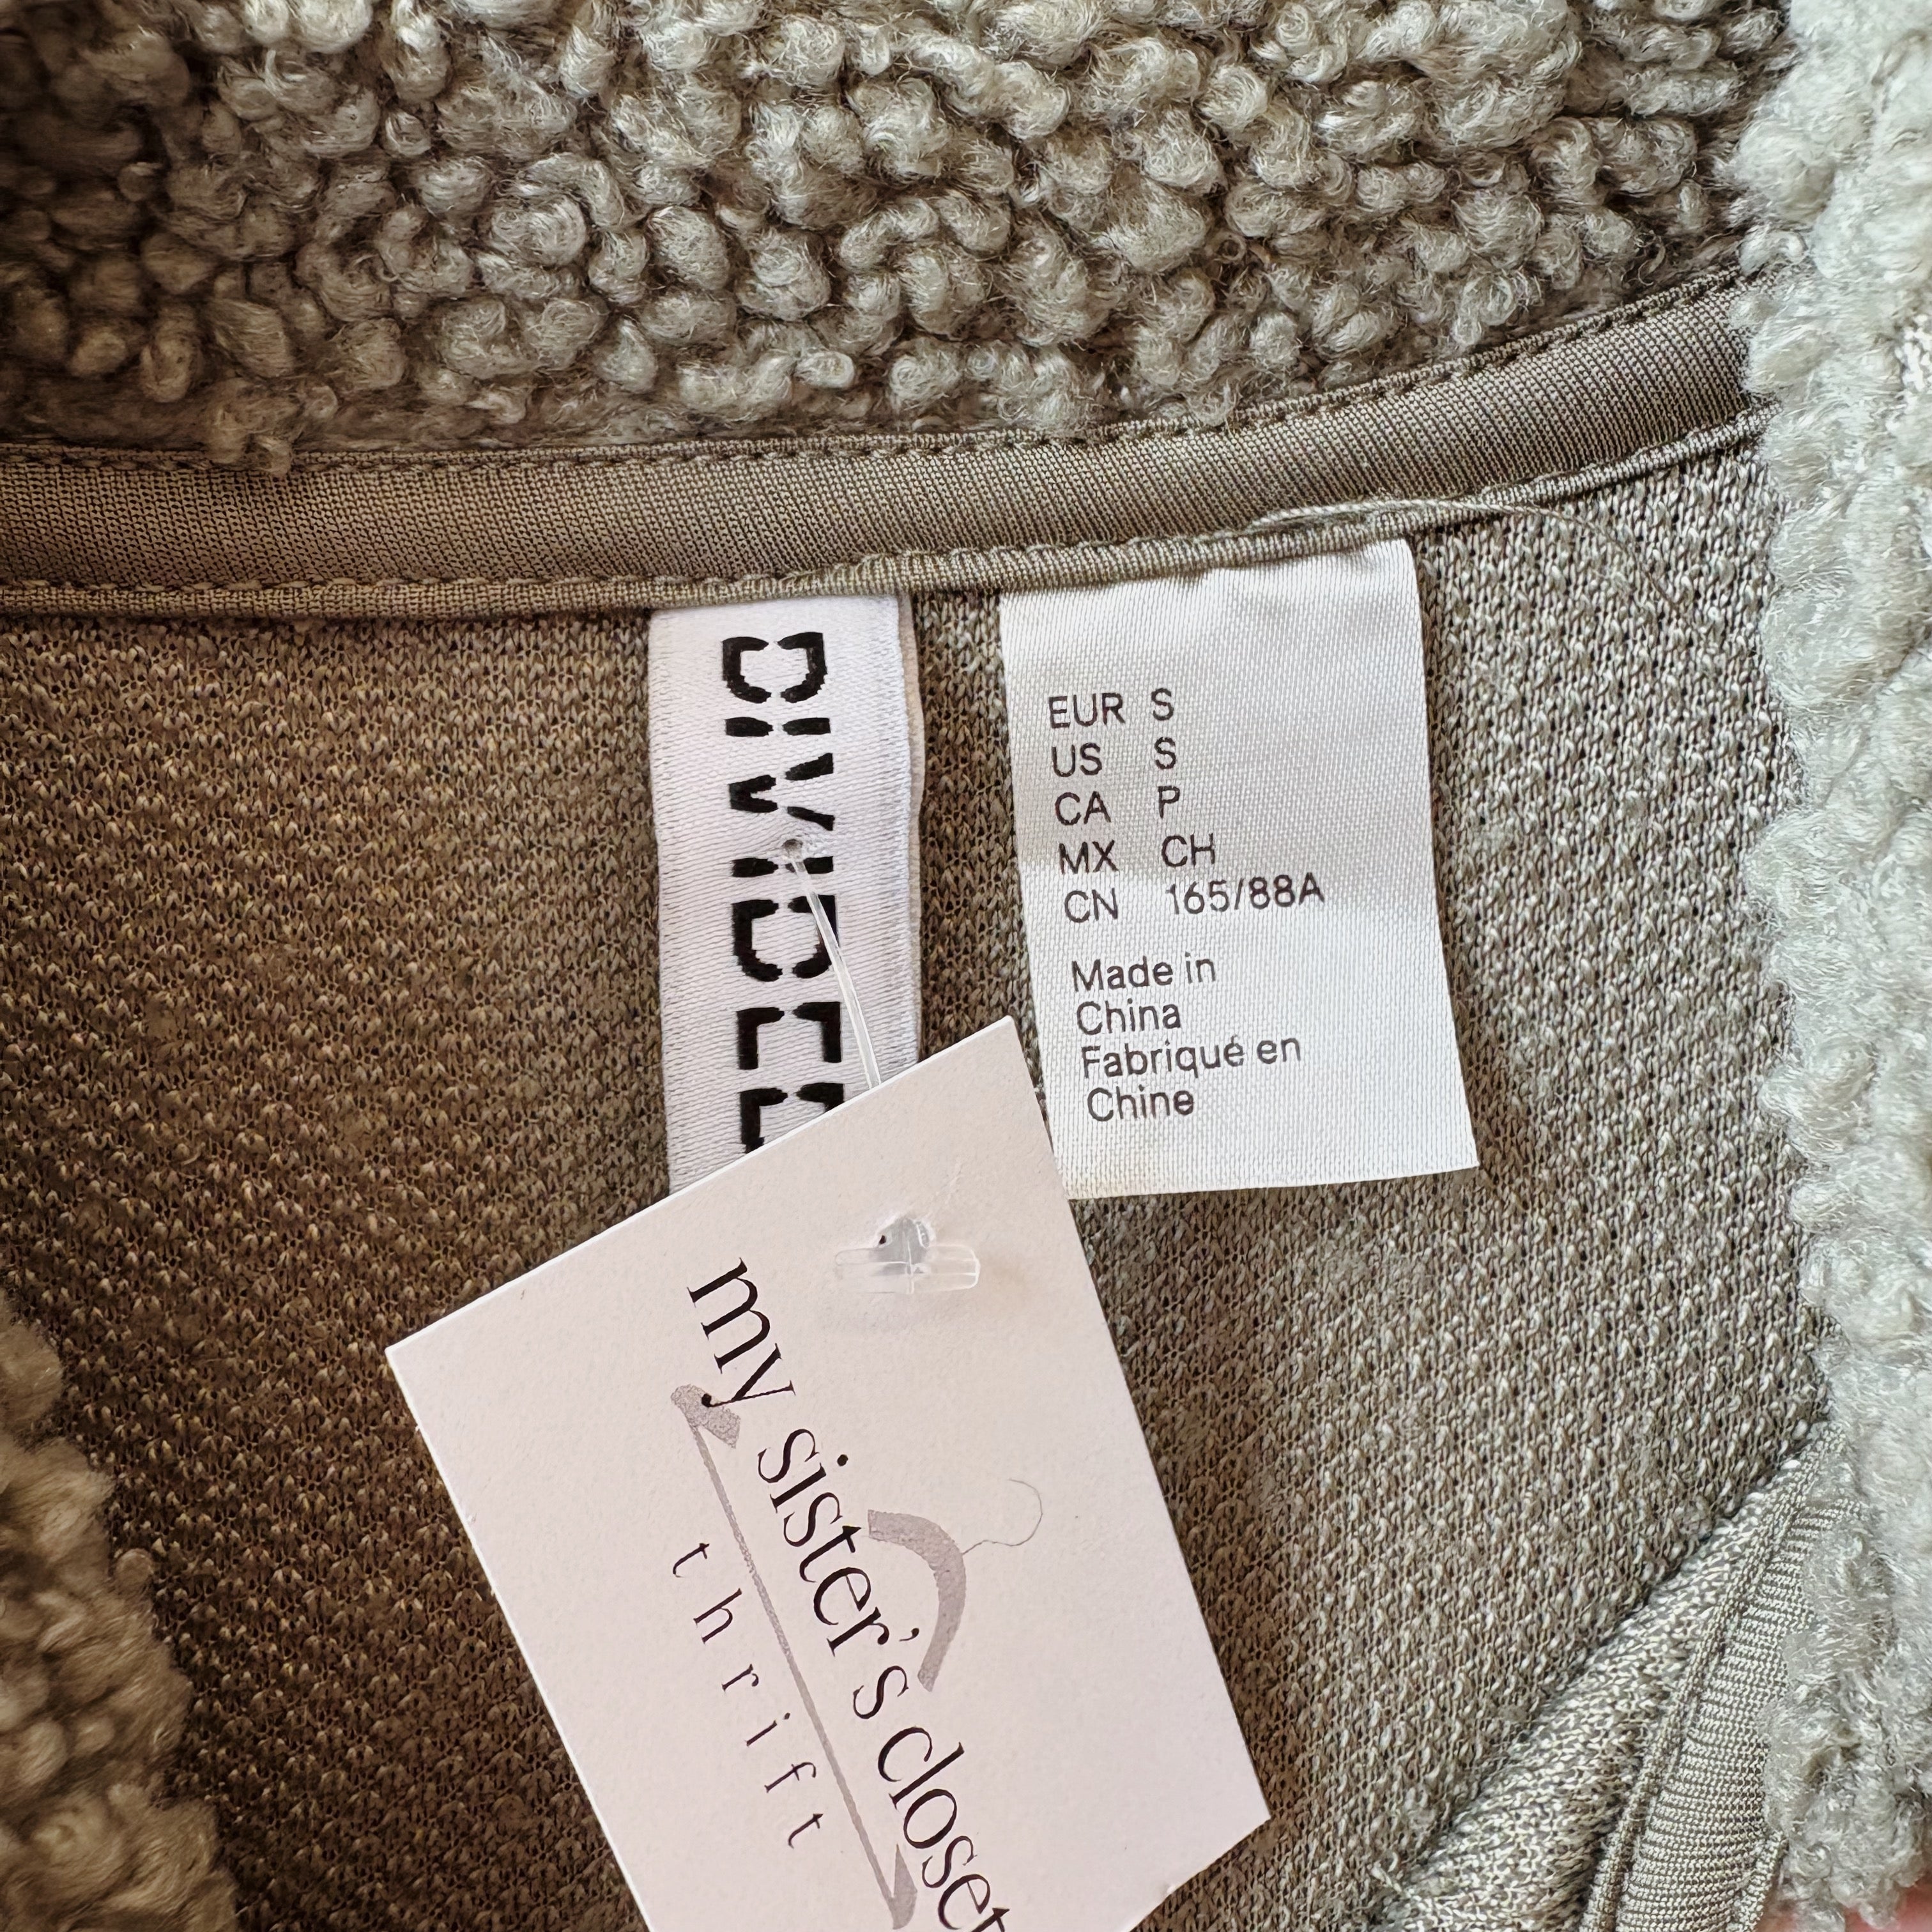 DIVIDED
EUR S
US S
CA P
MX CH
CN 165/88A
Made in
China
Fabriqué en
Chine
my sister's closet
thrift